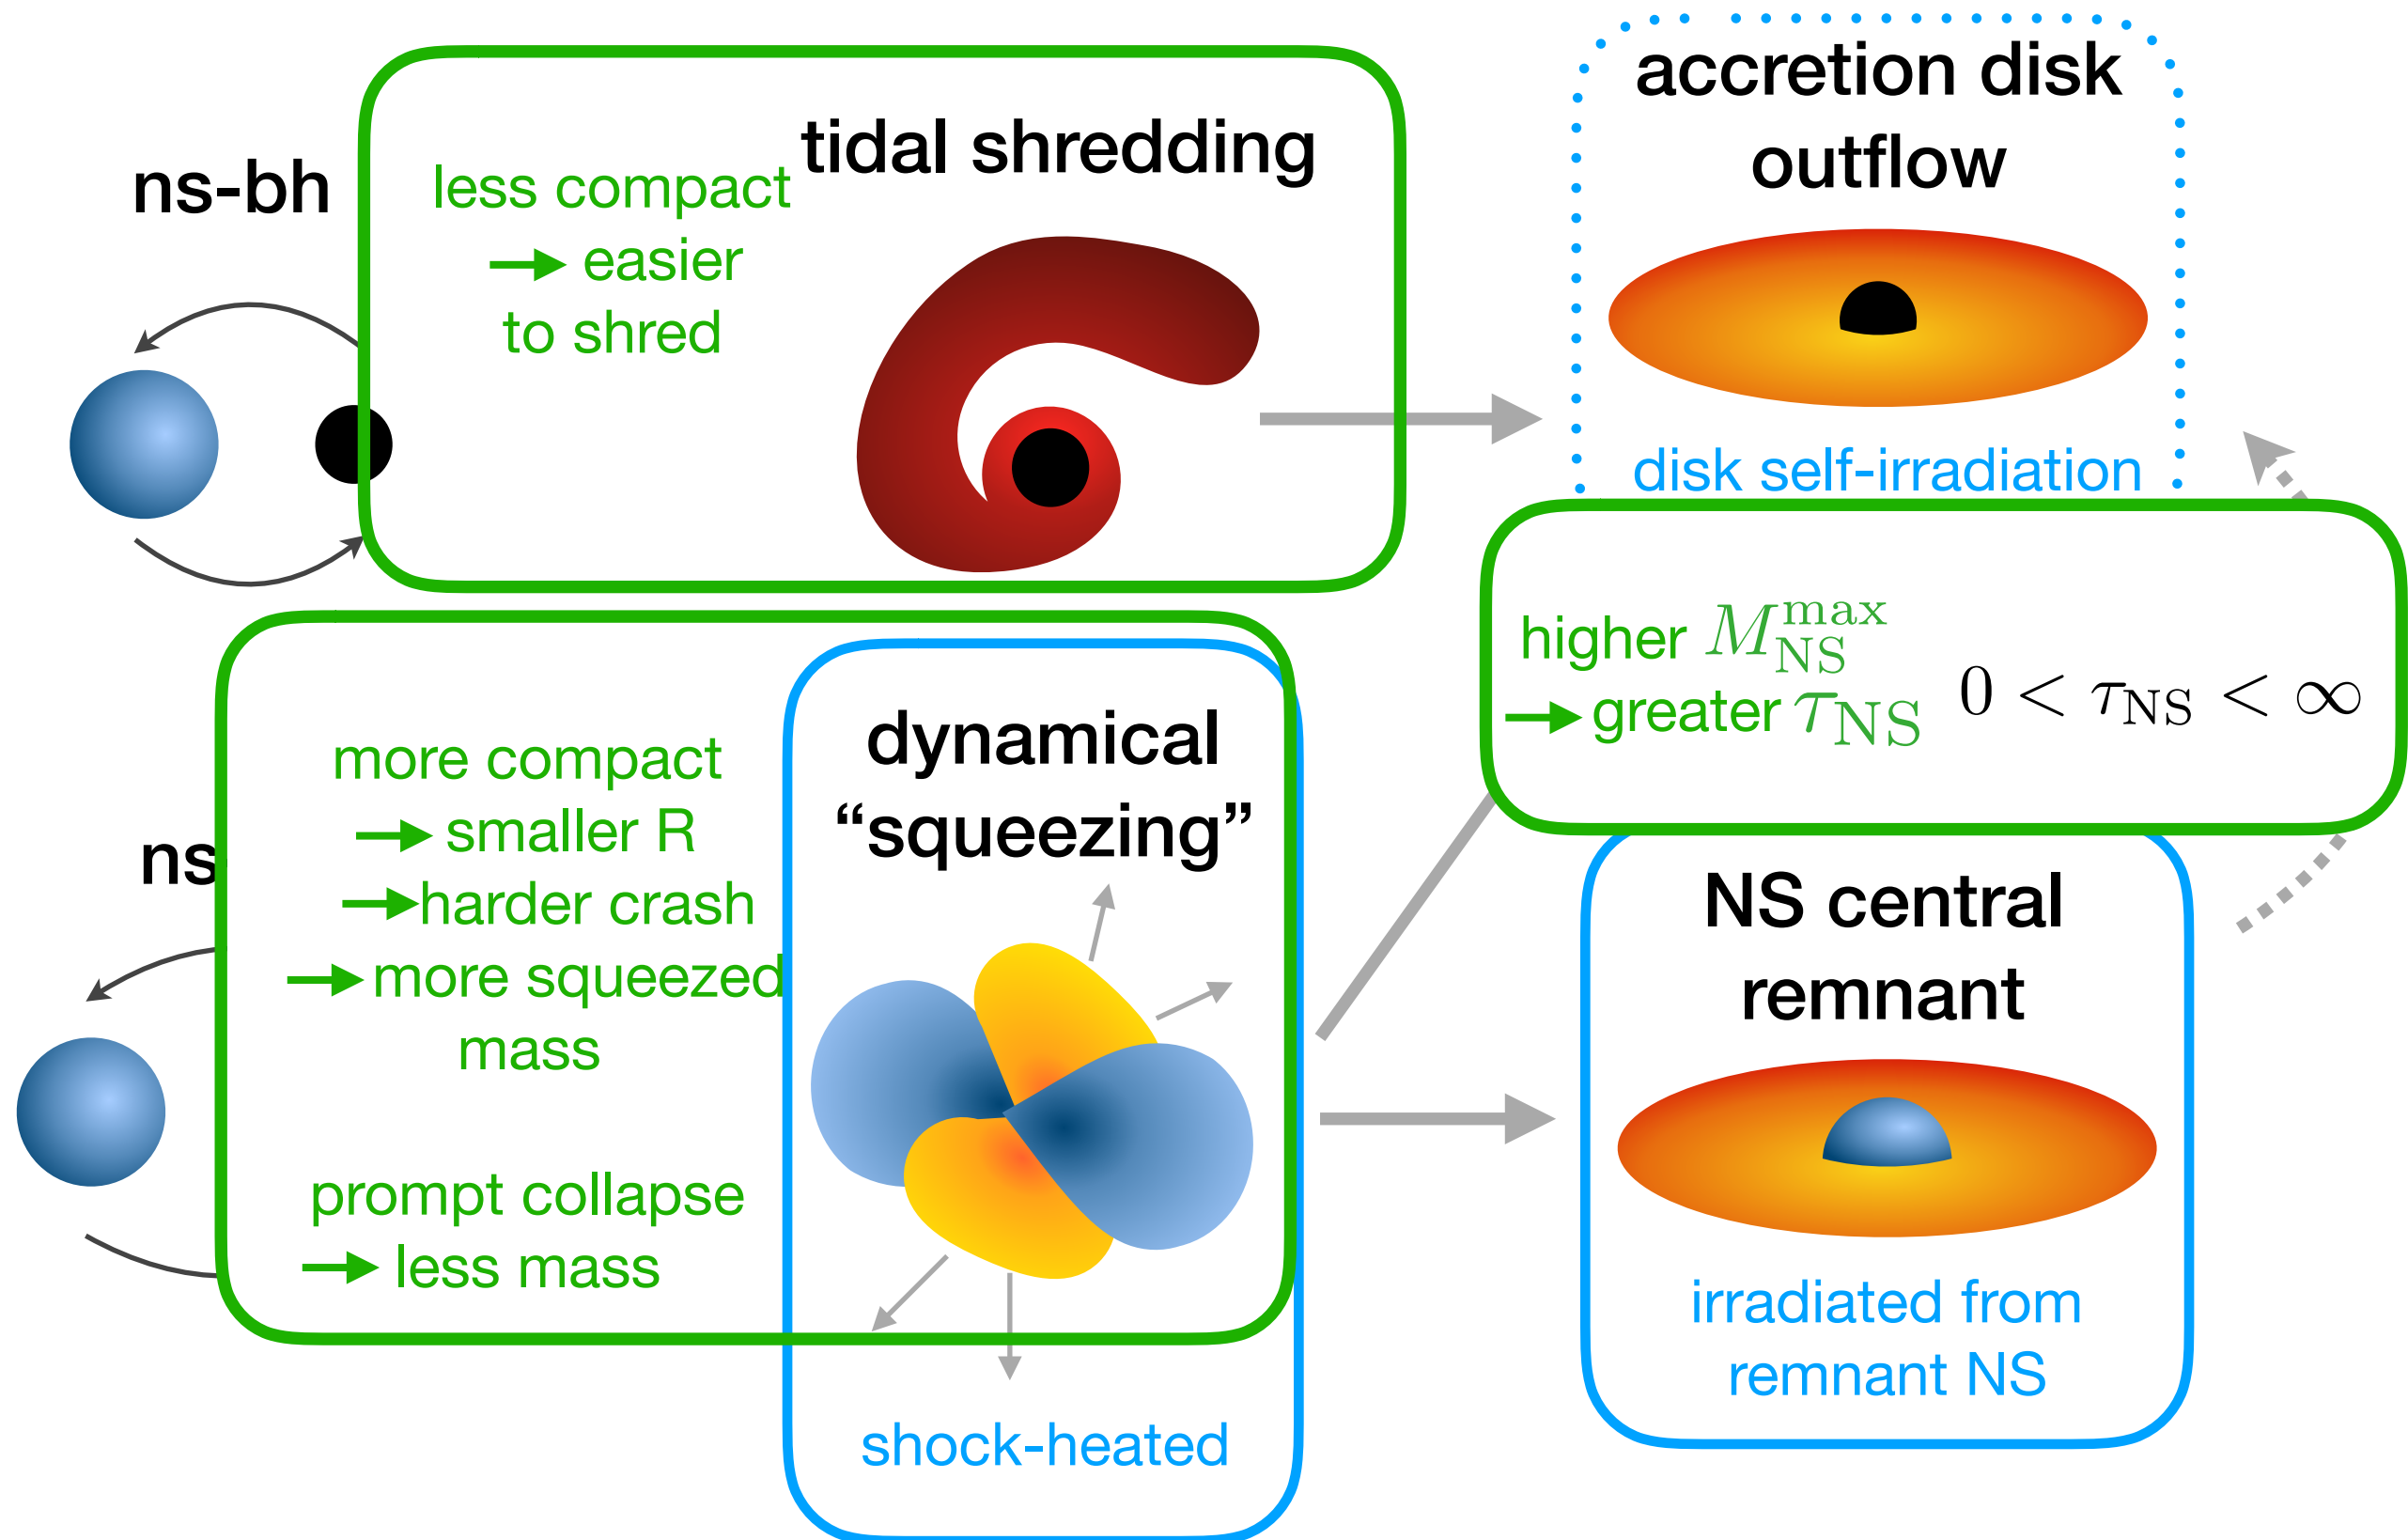 ns-bh
less compact
easier
to shred
tidal shredding
accretion disk
outflow
disk self-irradiation
higher M_NS^max
greater τ_NS
0 < τ_NS < ∞
ns
more compact
smaller R
harder crash
more squeezed
mass
prompt collapse
less mass
dynamical
“squeezing”
shock-heated
NS central
remnant
irradiated from
remnant NS